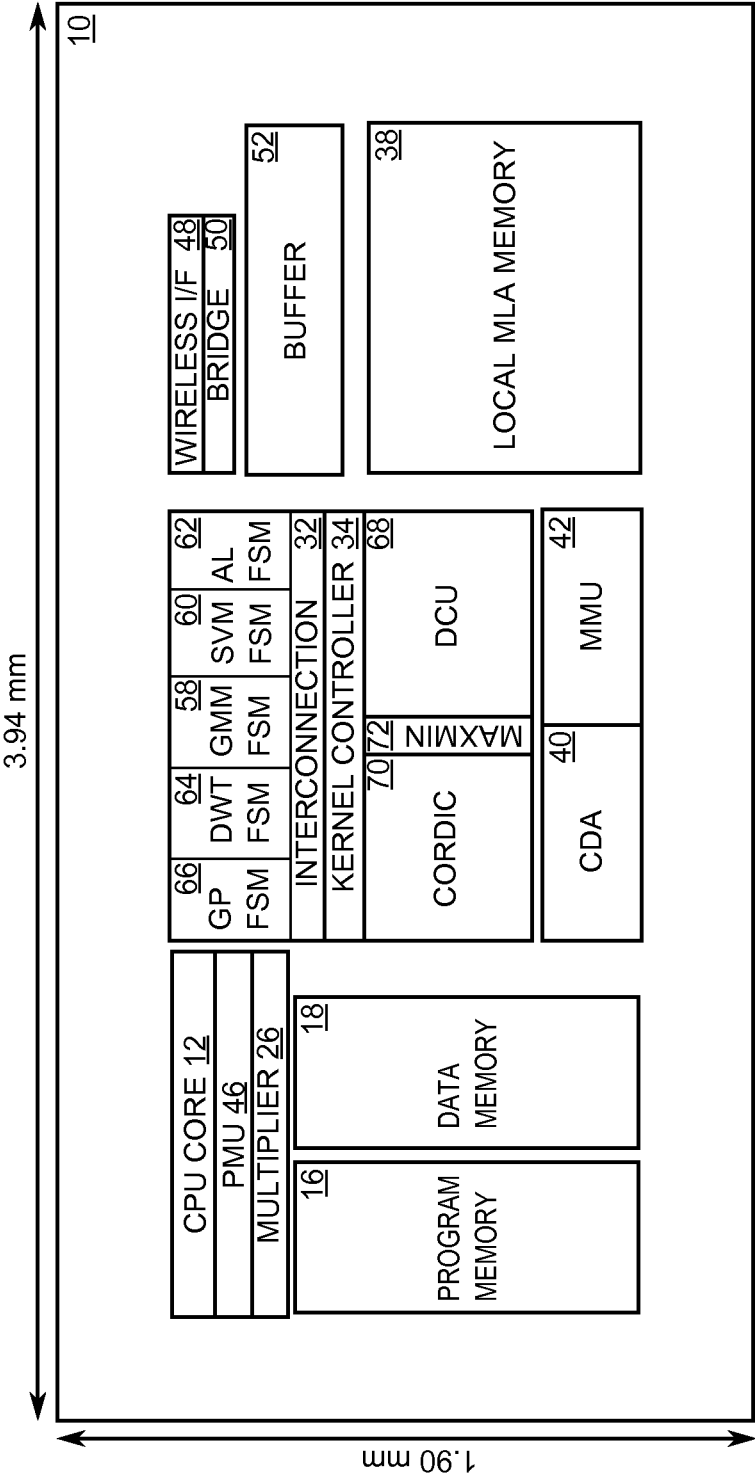 3.94 mm
10
1.90 mm
CPU CORE 12
PMU 46
MULTIPLIER 26
16
PROGRAM
MEMORY
18
DATA
MEMORY
66
GP
FSM
64
DWT
FSM
58
GMM
FSM
60
SVM
FSM
62
AL
FSM
INTERCONNECTION 32
KERNEL CONTROLLER 34
70
CORDIC
72
MAXMIN
68
DCU
40
CDA
42
MMU
WIRELESS I/F 48
BRIDGE 50
52
BUFFER
38
LOCAL MLA MEMORY